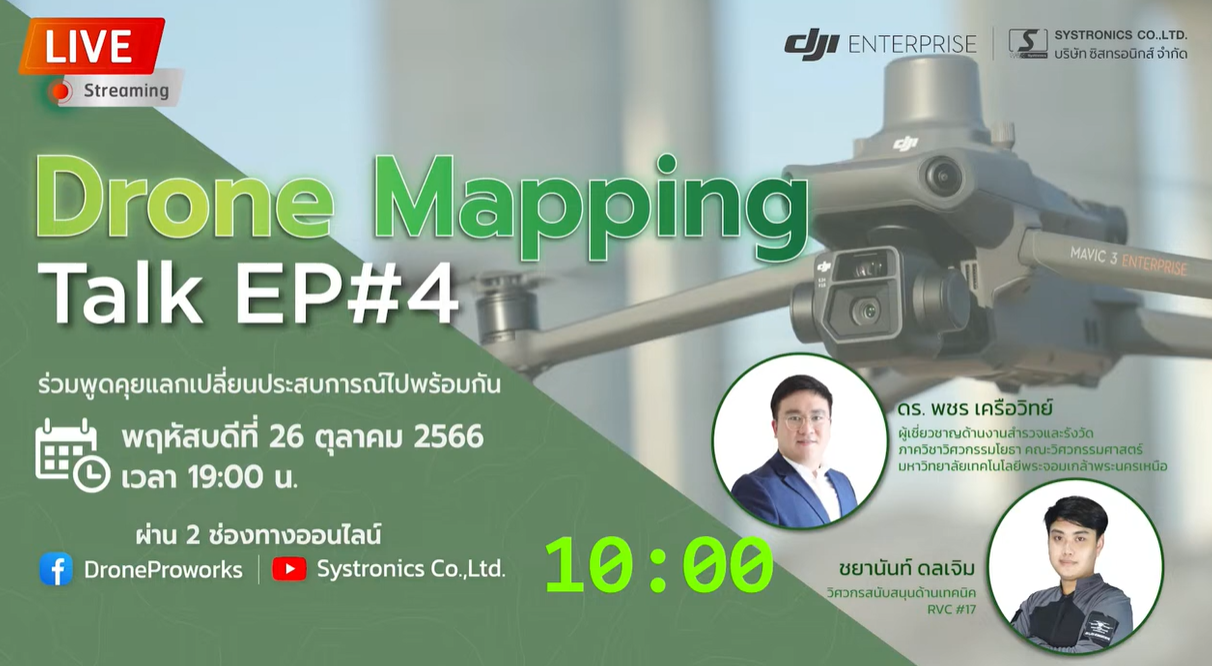 LIVE
Streaming
dji ENTERPRISE
SYSTRONICS CO.,LTD.
บริษัท ซิสทรอนิกส์ จำกัด
dji
MAVIC 3 ENTERPRISE
Drone Mapping
Talk EP#4
ร่วมพูดคุยแลกเปลี่ยนประสบการณ์ไปพร้อมกัน
พฤหัสบดีที่ 26 ตุลาคม 2566
เวลา 19:00 น.
ผ่าน 2 ช่องทางออนไลน์
DroneProworks
Systronics Co.,Ltd.
10:00
ดร. พชร เครือวิทย์
ผู้เชี่ยวชาญด้านงานสำรวจและรังวัด
ภาควิชาวิศวกรรมโยธา คณะวิศวกรรมศาสตร์
มหาวิทยาลัยเทคโนโลยีพระจอมเกล้าพระนครเหนือ
ชยานันท์ ดลเจิม
วิศวกรสนับสนุนด้านเทคนิค
RVC #17